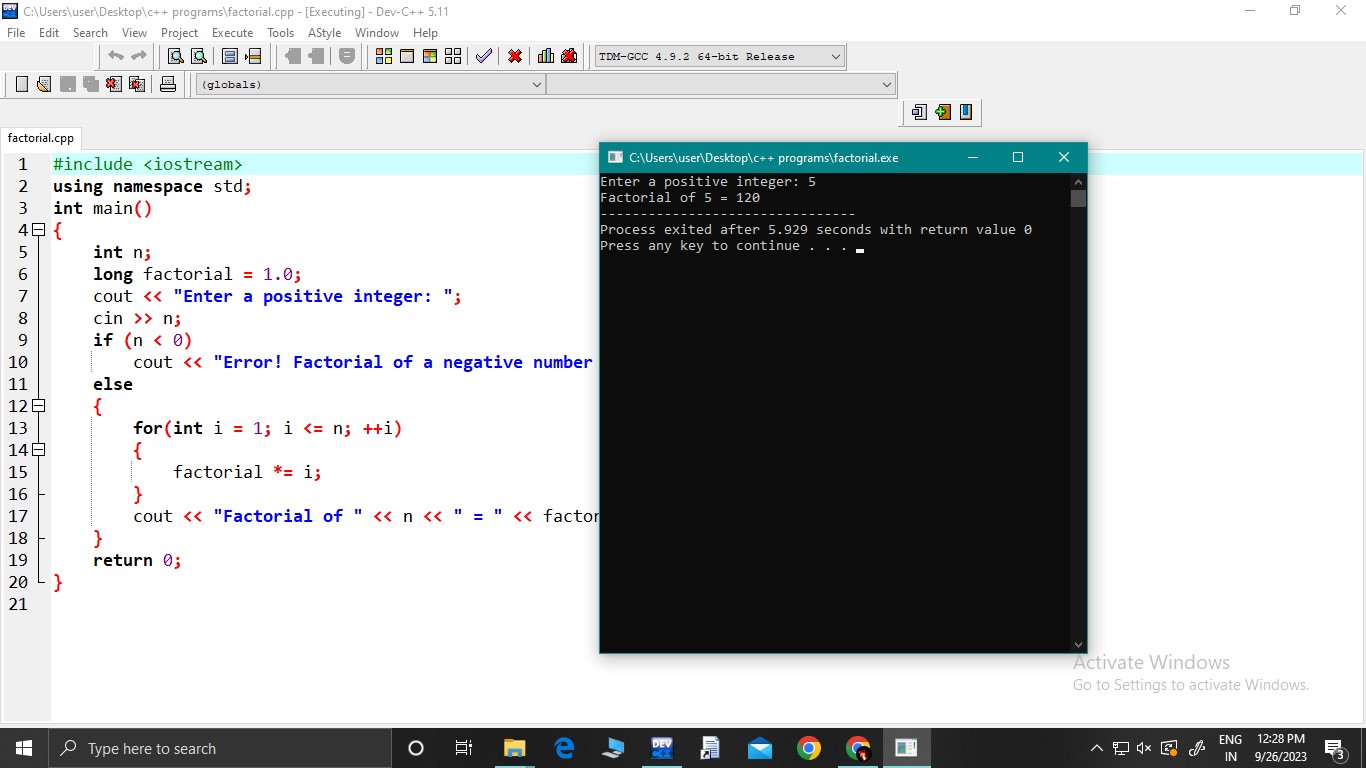 C:\Users\user\Desktop\c++ programs\factorial.cpp - [Executing] - Dev-C++ 5.11
File Edit Search View Project Execute Tools AStyle Window Help
TDM-GCC 4.9.2 64-bit Release
(globals)
factorial.cpp
1 #include <iostream>
2 using namespace std;
3 int main()
4 {
5 int n;
6 long factorial = 1.0;
7 cout << "Enter a positive integer: ";
8 cin >> n;
9 if (n < 0)
10 cout << "Error! Factorial of a negative number
11 else
12 {
13 for(int i = 1; i <= n; ++i)
14 {
15 factorial *= i;
16 }
17 cout << "Factorial of " << n << " = " << factor
18 }
19 return 0;
20 }
21
C:\Users\user\Desktop\c++ programs\factorial.exe
Enter a positive integer: 5
Factorial of 5 = 120
--------------------------------
Process exited after 5.929 seconds with return value 0
Press any key to continue . . .
Activate Windows
Go to Settings to activate Windows.
Type here to search
DEV
ENG
IN
12:28 PM
9/26/2023
3